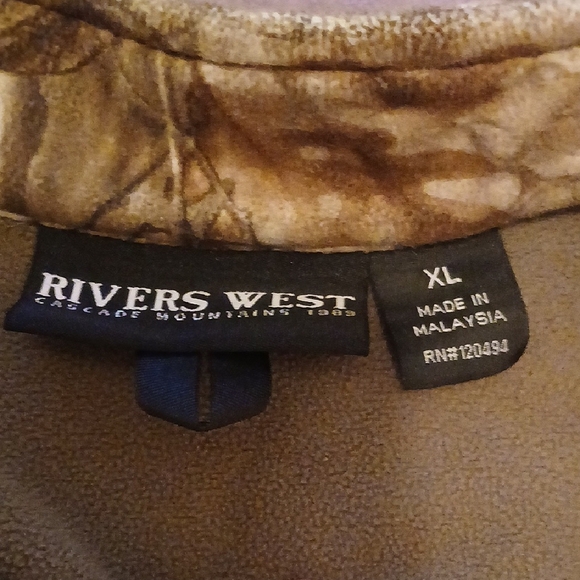 RIVERS WEST
CASCADE MOUNTAINS 1989
XL
MADE IN
MALAYSIA
RN#120494